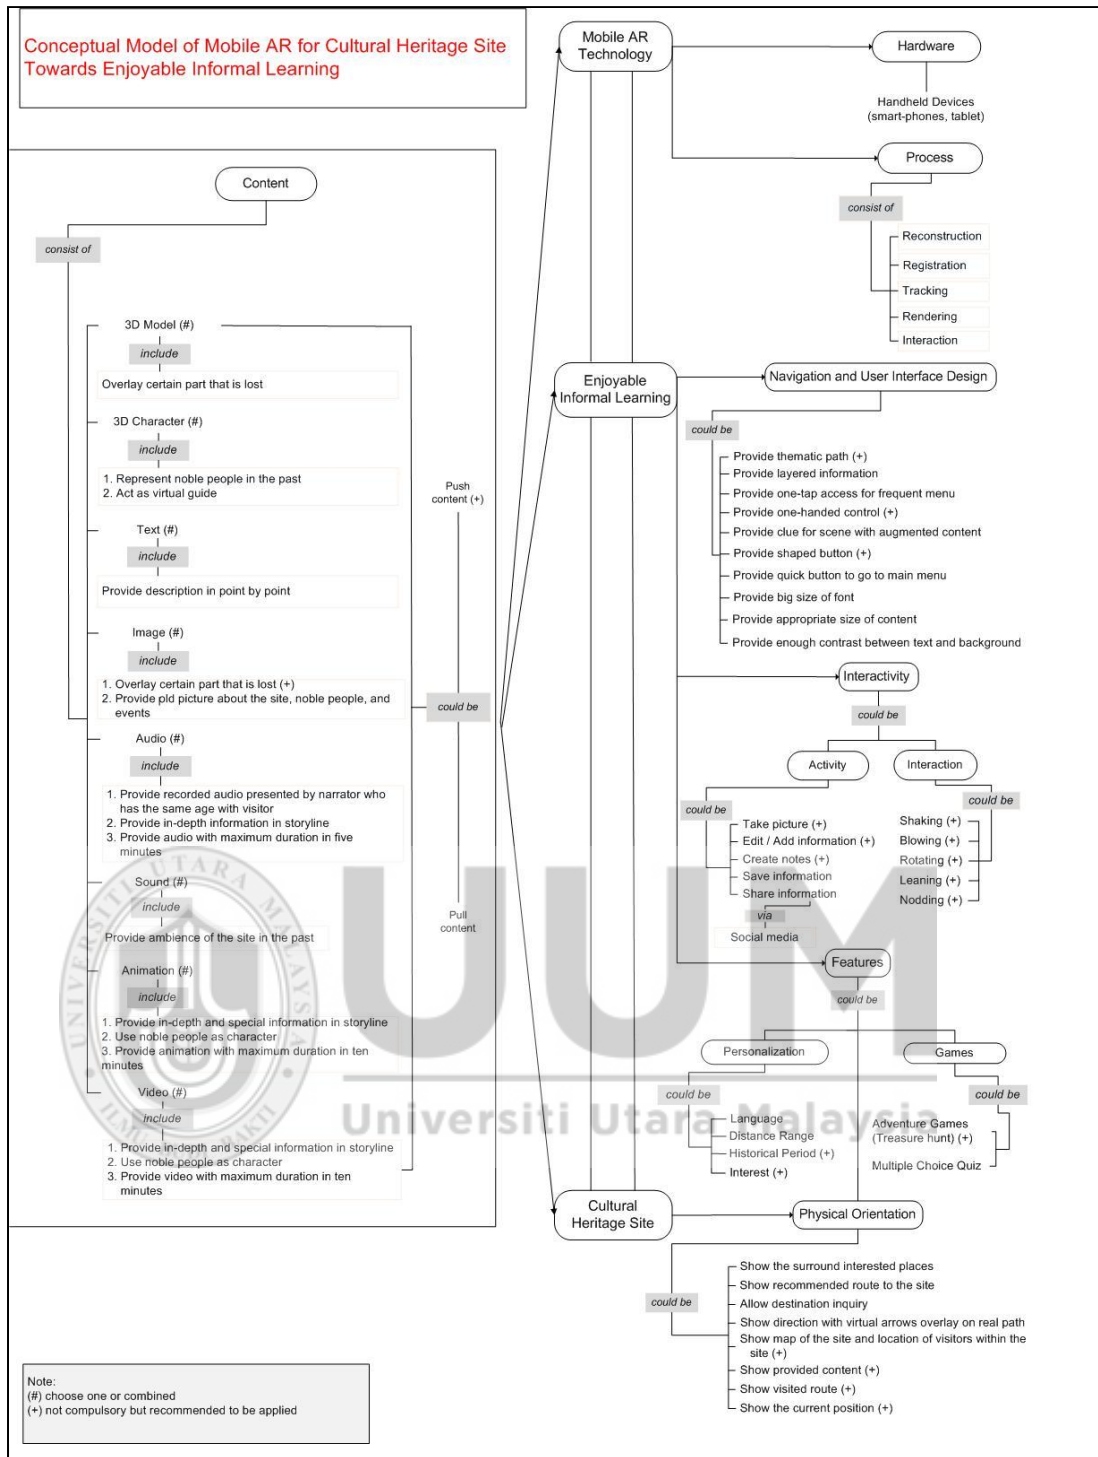 Conceptual Model of Mobile AR for Cultural Heritage Site
Towards Enjoyable Informal Learning
Content
consist of
3D Model (#)
include
Overlay certain part that is lost
3D Character (#)
include
1. Represent noble people in the past
2. Act as virtual guide
Text (#)
include
Provide description in point by point
Image (#)
include
1. Overlay certain part that is lost (+)
2. Provide pld picture about the site, noble people, and
events
Audio (#)
include
1. Provide recorded audio presented by narrator who
has the same age with visitor
2. Provide in-depth information in storyline
3. Provide audio with maximum duration in five
minutes
Sound (#)
include
Provide ambience of the site in the past
Animation (#)
include
1. Provide in-depth and special information in storyline
2. Use noble people as character
3. Provide animation with maximum duration in ten
minutes
Video (#)
include
1. Provide in-depth and special information in storyline
2. Use noble people as character
3. Provide video with maximum duration in ten
minutes
Push
content (+)
could be
Pull
content
Mobile AR
Technology
Hardware
Handheld Devices
(smart-phones, tablet)
Process
consist of
Reconstruction
Registration
Tracking
Rendering
Interaction
Enjoyable
Informal Learning
Navigation and User Interface Design
could be
Provide thematic path (+)
Provide layered information
Provide one-tap access for frequent menu
Provide one-handed control (+)
Provide clue for scene with augmented content
Provide shaped button (+)
Provide quick button to go to main menu
Provide big size of font
Provide appropriate size of content
Provide enough contrast between text and background
Interactivity
could be
Activity
could be
Take picture (+)
Edit / Add information (+)
Create notes (+)
Save information
Share information
via
Social media
Interaction
could be
Shaking (+)
Blowing (+)
Rotating (+)
Leaning (+)
Nodding (+)
Features
could be
Personalization
could be
Language
Distance Range
Historical Period (+)
Interest (+)
Games
could be
Adventure Games
(Treasure hunt) (+)
Multiple Choice Quiz
Cultural
Heritage Site
Physical Orientation
could be
Show the surround interested places
Show recommended route to the site
Allow destination inquiry
Show direction with virtual arrows overlay on real path
Show map of the site and location of visitors within the
site (+)
Show provided content (+)
Show visited route (+)
Show the current position (+)
Note:
(#) choose one or combined
(+) not compulsory but recommended to be applied
UNIVERSITI UTARA MALAYSIA
UUM
Universiti Utara Malaysia